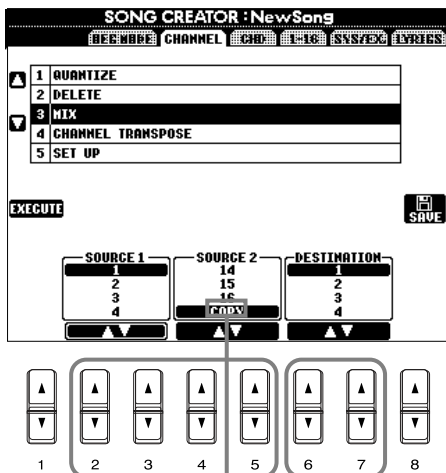 SONG CREATOR : NewSong
REC MODE CHANNEL CHD 1-16 SYS/EX. LYRICS
1 QUANTIZE
2 DELETE
3 MIX
4 CHANNEL TRANSPOSE
5 SET UP
EXECUTE
SAVE
SOURCE 1 SOURCE 2 DESTINATION
1 14 1
2 15 2
3 16 3
4 COPY 4
1 2 3 4 5 6 7 8